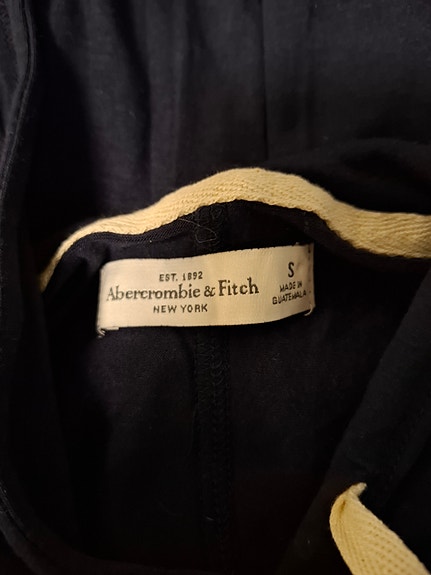 EST. 1892
Abercrombie & Fitch
NEW YORK
S
MADE IN
GUATEMALA